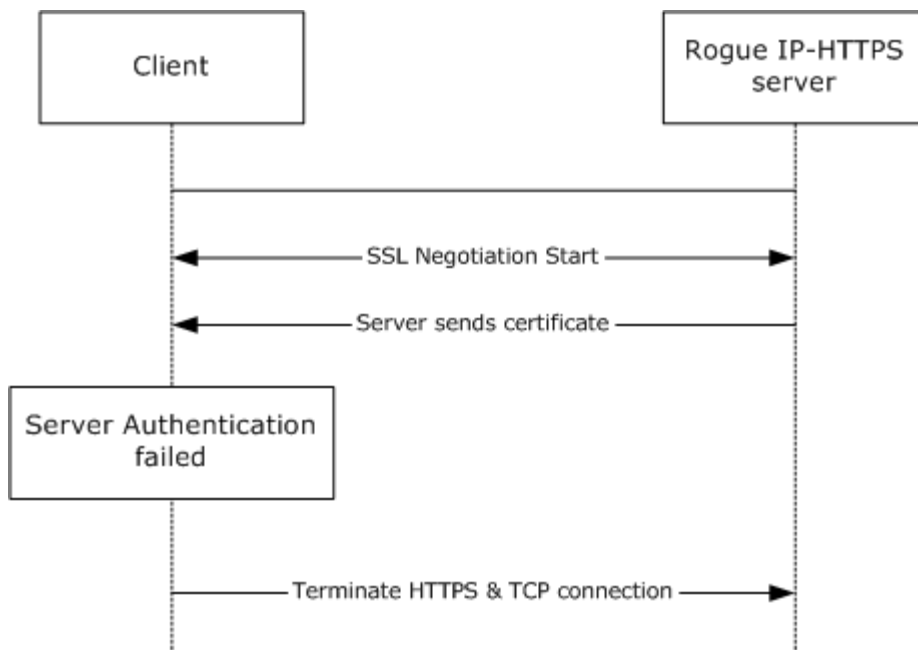 Client
Rogue IP-HTTPS
server
SSL Negotiation Start
Server sends certificate
Server Authentication
failed
Terminate HTTPS & TCP connection